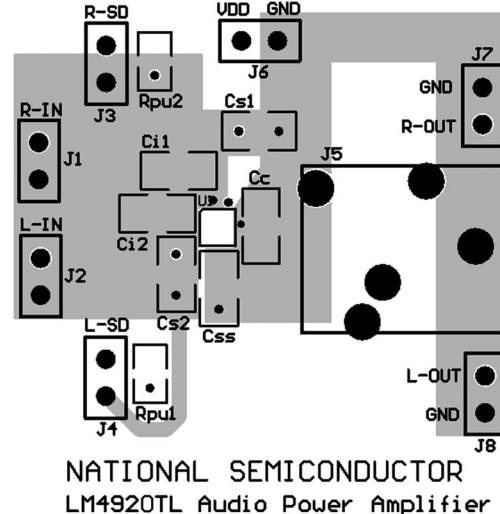 R-SD
VDD GND
J6
J7
GND
R-OUT
Rpu2
J3
Cs1
R-IN
J1
Ci1
J5
Cc
U1
L-IN
Ci2
J2
Cs2
Css
L-SD
L-OUT
Rpu1
GND
J4
J8
NATIONAL SEMICONDUCTOR
LM4920TL Audio Power Amplifier